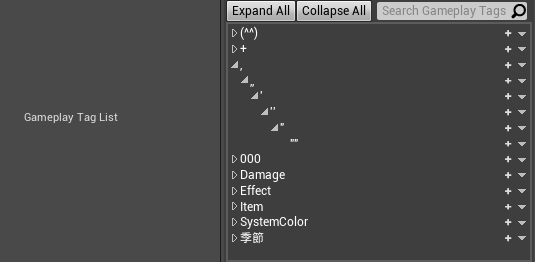 Expand All Collapse All Search Gameplay Tags
Gameplay Tag List
(^^)
+
,
,,
'
''
"
""
000
Damage
Effect
Item
SystemColor
季節